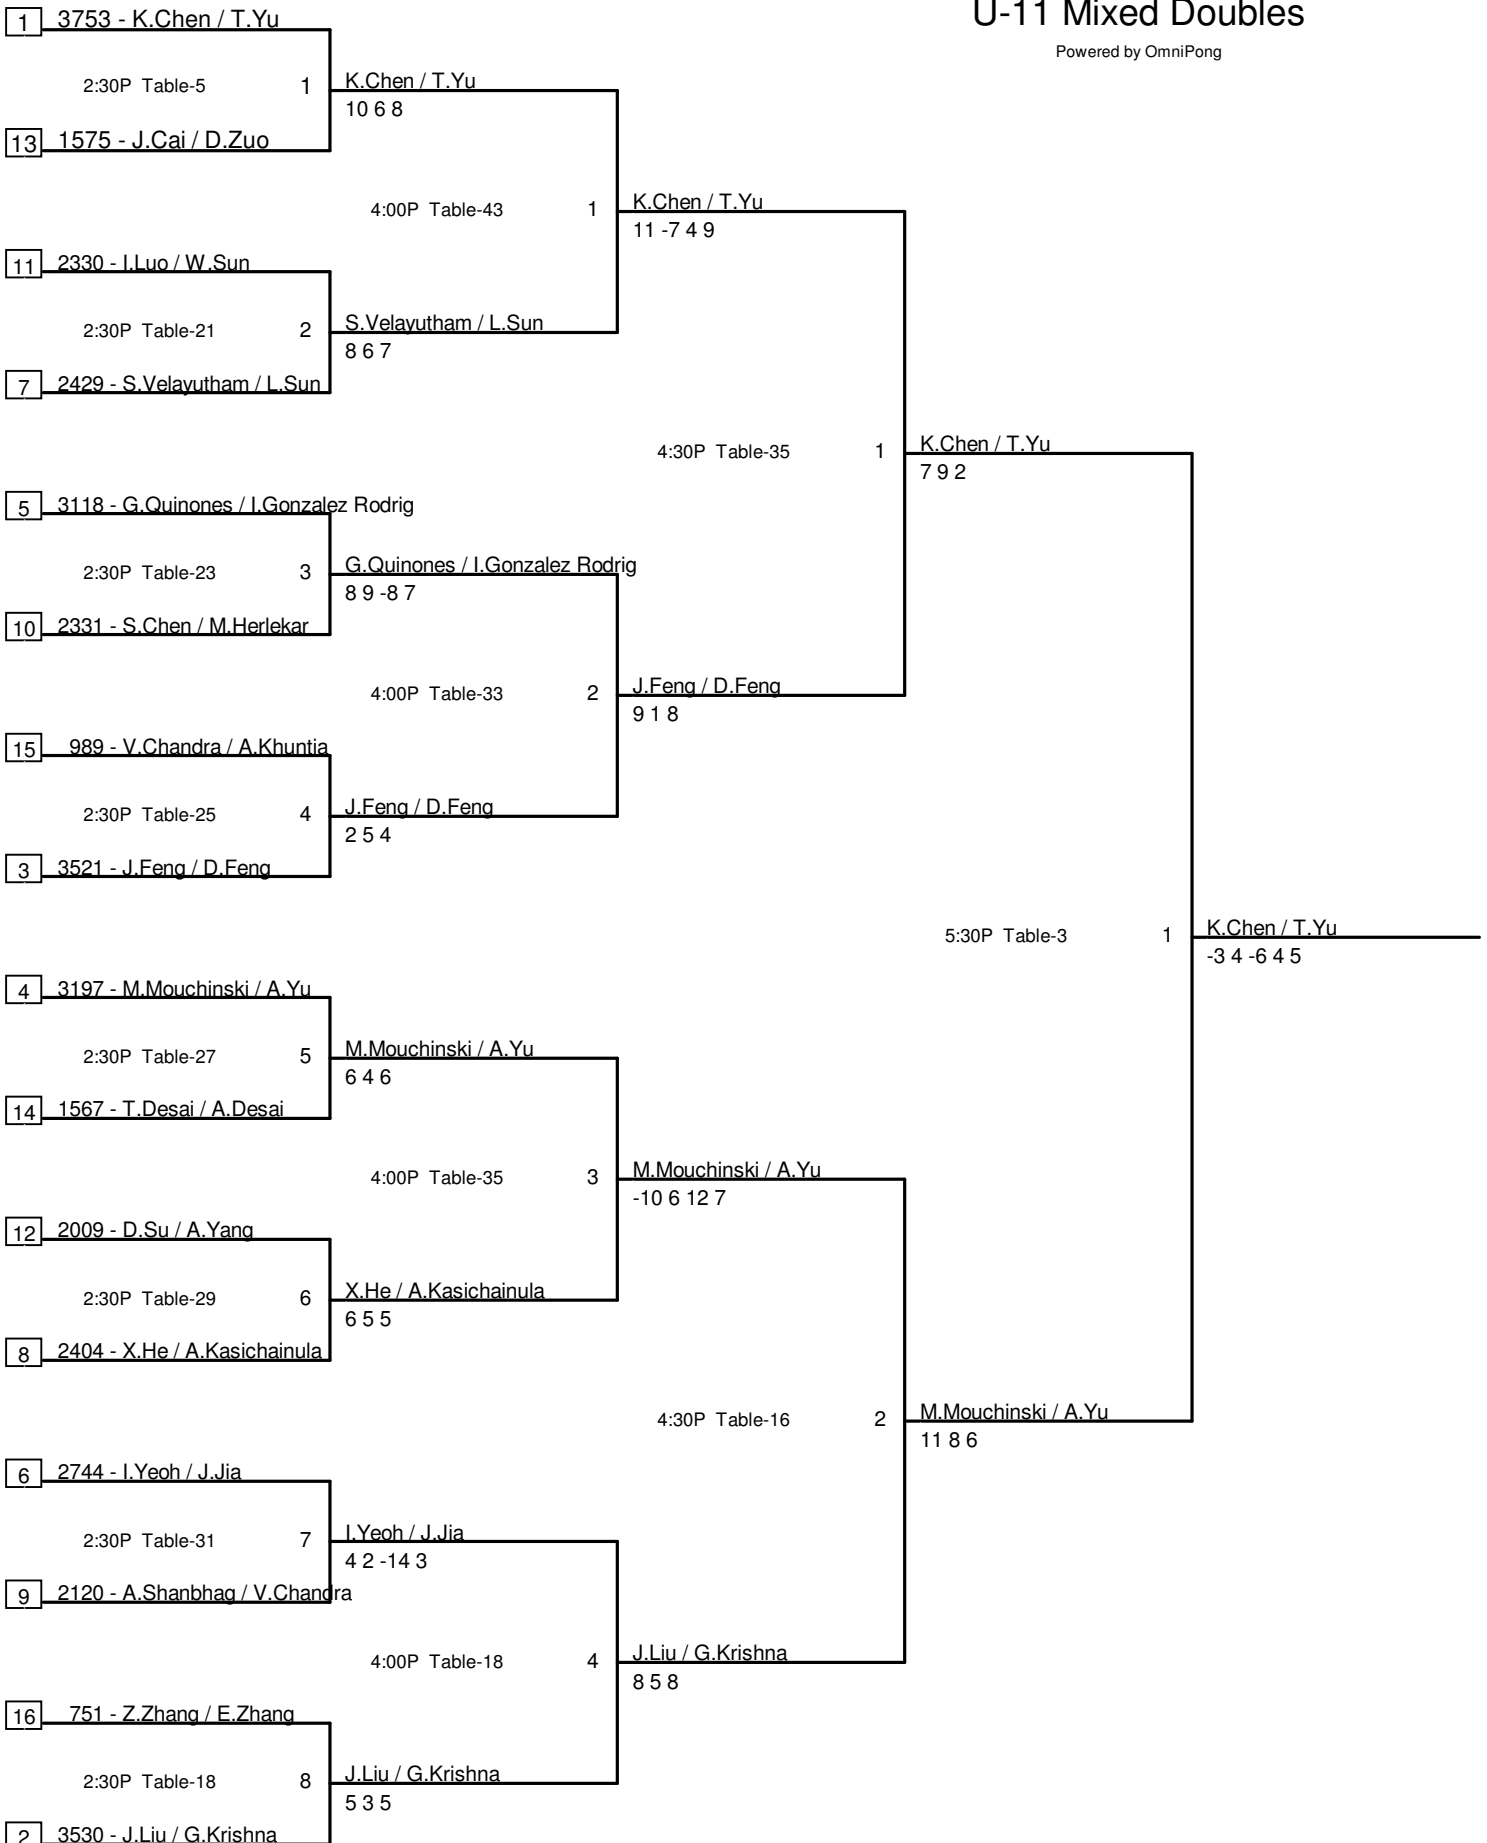 U-11 Mixed Doubles
Powered by OmniPong
1 3753 - K.Chen / T.Yu
2:30P Table-5 1
K.Chen / T.Yu
10 6 8
13 1575 - J.Cai / D.Zuo
4:00P Table-43 1
K.Chen / T.Yu
11 -7 4 9
11 2330 - I.Luo / W.Sun
2:30P Table-21 2
S.Velayutham / L.Sun
8 6 7
7 2429 - S.Velayutham / L.Sun
4:30P Table-35 1
K.Chen / T.Yu
7 9 2
5 3118 - G.Quinones / I.Gonzalez Rodrig
2:30P Table-23 3
G.Quinones / I.Gonzalez Rodrig
8 9 -8 7
10 2331 - S.Chen / M.Herlekar
4:00P Table-33 2
J.Feng / D.Feng
9 1 8
15 989 - V.Chandra / A.Khuntia
2:30P Table-25 4
J.Feng / D.Feng
2 5 4
3 3521 - J.Feng / D.Feng
5:30P Table-3 1
K.Chen / T.Yu
-3 4 -6 4 5
4 3197 - M.Mouchinski / A.Yu
2:30P Table-27 5
M.Mouchinski / A.Yu
6 4 6
14 1567 - T.Desai / A.Desai
4:00P Table-35 3
M.Mouchinski / A.Yu
-10 6 12 7
12 2009 - D.Su / A.Yang
2:30P Table-29 6
X.He / A.Kasichainula
6 5 5
8 2404 - X.He / A.Kasichainula
4:30P Table-16 2
M.Mouchinski / A.Yu
11 8 6
6 2744 - I.Yeoh / J.Jia
2:30P Table-31 7
I.Yeoh / J.Jia
4 2 -14 3
9 2120 - A.Shanbhag / V.Chandra
4:00P Table-18 4
J.Liu / G.Krishna
8 5 8
16 751 - Z.Zhang / E.Zhang
2:30P Table-18 8
J.Liu / G.Krishna
5 3 5
2 3530 - J.Liu / G.Krishna